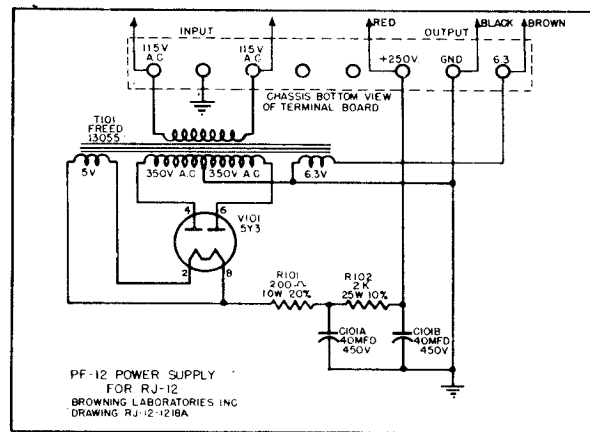 INPUT
RED
OUTPUT
BLACK
BROWN
115V
A.C
115V
A.C
+250V.
GND
6.3
CHASSIS BOTTOM VIEW
OF TERMINAL BOARD
T101
FREED
13055
5V
350V A.C
350V A.C
6.3V
4
6
V101
5Y3
2
8
R101
200Ω
10W 20%
R102
2K
25W 10%
C101A
40MFD
450V
C101B
40MFD
450V
PF-12 POWER SUPPLY
FOR RJ-12
BROWNING LABORATORIES INC
DRAWING RJ-12-1218A